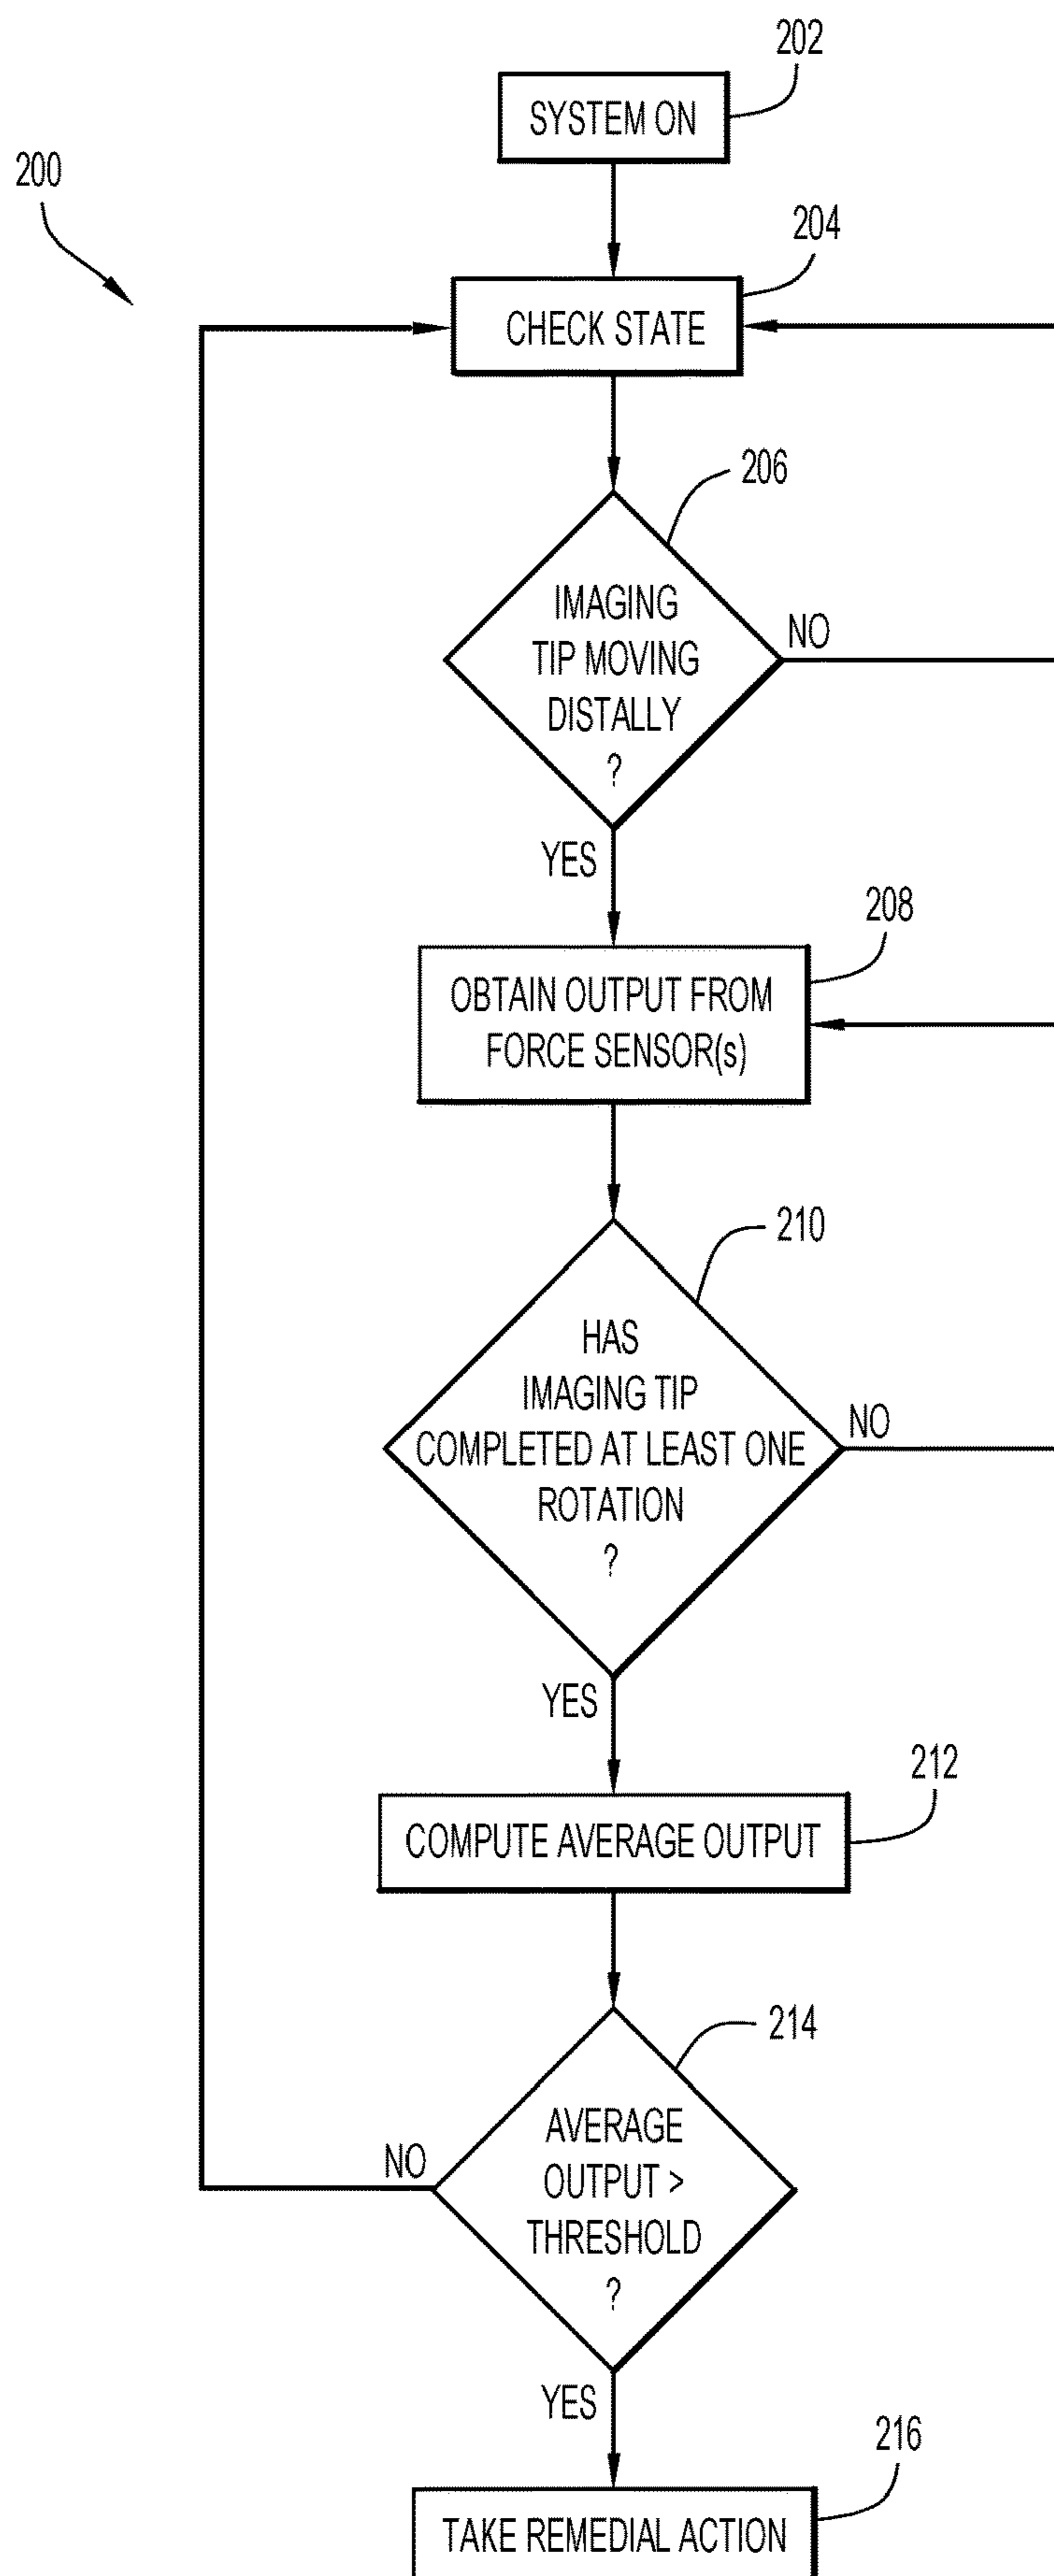 202
SYSTEM ON
200
204
CHECK STATE
206
IMAGING
TIP MOVING
DISTALLY
?
NO
YES
208
OBTAIN OUTPUT FROM
FORCE SENSOR(s)
210
HAS
IMAGING TIP
COMPLETED AT LEAST ONE
ROTATION
?
NO
YES
212
COMPUTE AVERAGE OUTPUT
214
AVERAGE
OUTPUT >
THRESHOLD
?
NO
YES
216
TAKE REMEDIAL ACTION